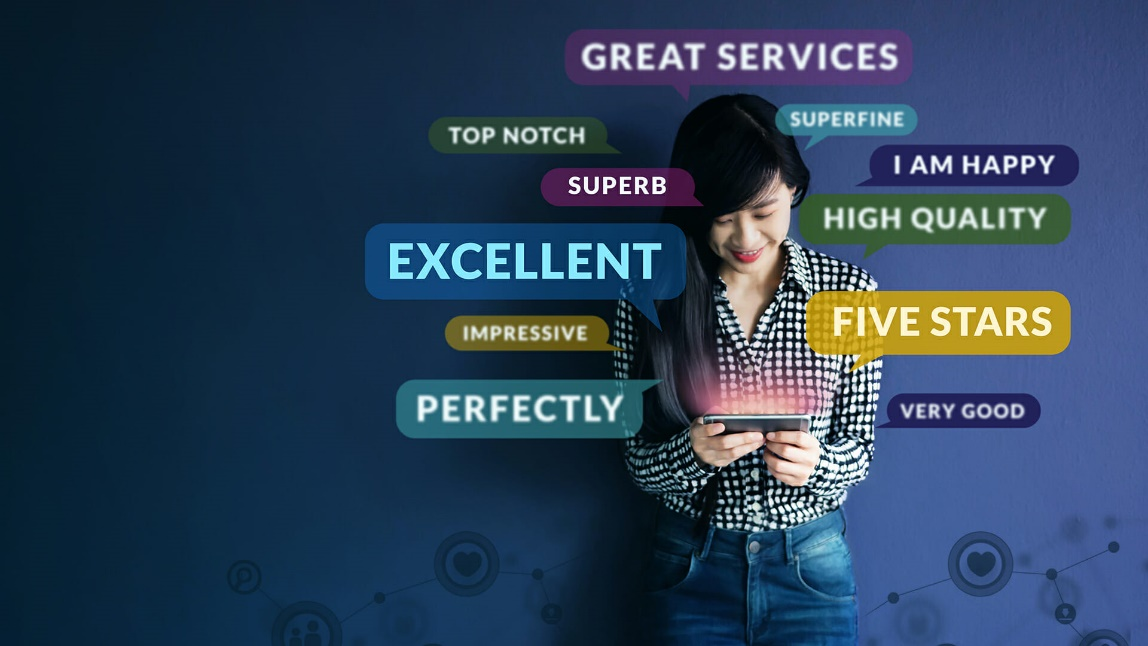 GREAT SERVICES
SUPERFINE
TOP NOTCH
I AM HAPPY
SUPERB
HIGH QUALITY
EXCELLENT
FIVE STARS
IMPRESSIVE
PERFECTLY
VERY GOOD